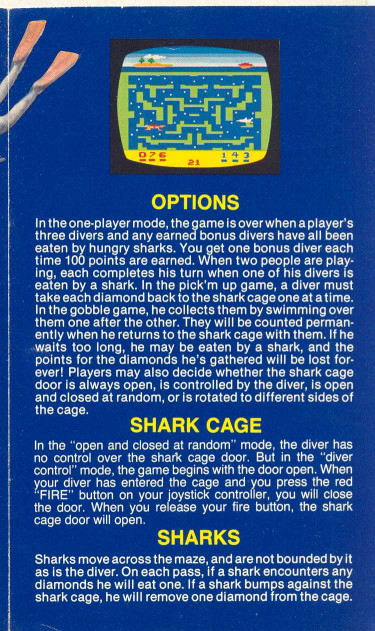 076 143
21
OPTIONS
In the one-player mode, the game is over when a player's
three divers and any earned bonus divers have all been
eaten by hungry sharks. You get one bonus diver each
time 100 points are earned. When two people are play-
ing, each completes his turn when one of his divers is
eaten by a shark. In the pick'm up game, a diver must
take each diamond back to the shark cage one at a time.
In the gobble game, he collects them by swimming over
them one after the other. They will be counted perman-
ently when he returns to the shark cage with them. If he
waits too long, he may be eaten by a shark, and the
points for the diamonds he's gathered will be lost for-
ever! Players may also decide whether the shark cage
door is always open, is controlled by the diver, is open
and closed at random, or is rotated to different sides of
the cage.
SHARK CAGE
In the "open and closed at random" mode, the diver has
no control over the shark cage door. But in the "diver
control" mode, the game begins with the door open. When
your diver has entered the cage and you press the red
"FIRE" button on your joystick controller, you will close
the door. When you release your fire button, the shark
cage door will open.
SHARKS
Sharks move across the maze, and are not bounded by it
as is the diver. On each pass, if a shark encounters any
diamonds he will eat one. If a shark bumps against the
shark cage, he will remove one diamond from the cage.